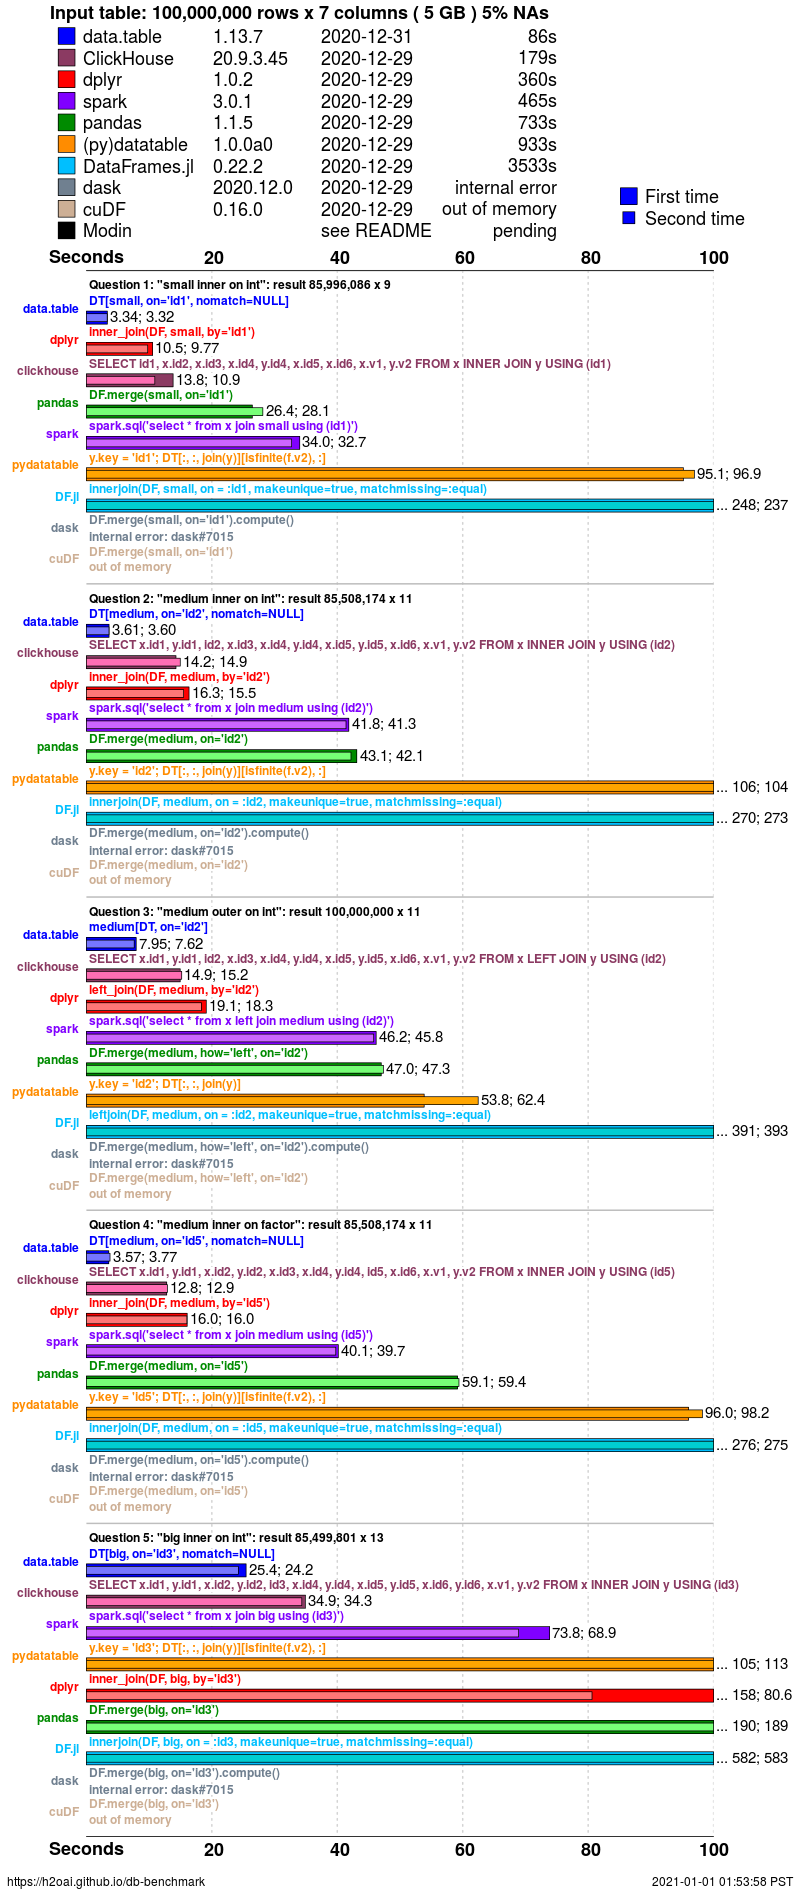 Input table: 100,000,000 rows x 7 columns ( 5 GB ) 5% NAs
data.table 1.13.7 2020-12-31 86s
ClickHouse 20.9.3.45 2020-12-29 179s
dplyr 1.0.2 2020-12-29 360s
spark 3.0.1 2020-12-29 465s
pandas 1.1.5 2020-12-29 733s
(py)datatable 1.0.0a0 2020-12-29 933s
DataFrames.jl 0.22.2 2020-12-29 3533s
dask 2020.12.0 2020-12-29 internal error
cuDF 0.16.0 2020-12-29 out of memory
Modin see README pending
First time
Second time
Seconds 20 40 60 80 100
Question 1: "small inner on int": result 85,996,086 x 9
DT[small, on='id1', nomatch=NULL]
data.table 3.34; 3.32
inner_join(DF, small, by='id1')
dplyr 10.5; 9.77
SELECT id1, x.id2, x.id3, x.id4, y.id4, x.id5, x.id6, x.v1, y.v2 FROM x INNER JOIN y USING (id1)
clickhouse 13.8; 10.9
DF.merge(small, on='id1')
pandas 26.4; 28.1
spark.sql('select * from x join small using (id1)')
spark 34.0; 32.7
y.key = 'id1'; DT[:, :, join(y)][isfinite(f.v2), :]
pydatatable 95.1; 96.9
innerjoin(DF, small, on = :id1, makeunique=true, matchmissing=:equal)
DF.jl ... 248; 237
DF.merge(small, on='id1').compute()
dask internal error: dask#7015
DF.merge(small, on='id1')
cuDF out of memory
Question 2: "medium inner on int": result 85,508,174 x 11
DT[medium, on='id2', nomatch=NULL]
data.table 3.61; 3.60
SELECT x.id1, y.id1, id2, x.id3, x.id4, y.id4, x.id5, y.id5, x.id6, x.v1, y.v2 FROM x INNER JOIN y USING (id2)
clickhouse 14.2; 14.9
inner_join(DF, medium, by='id2')
dplyr 16.3; 15.5
spark.sql('select * from x join medium using (id2)')
spark 41.8; 41.3
DF.merge(medium, on='id2')
pandas 43.1; 42.1
y.key = 'id2'; DT[:, :, join(y)][isfinite(f.v2), :]
pydatatable ... 106; 104
innerjoin(DF, medium, on = :id2, makeunique=true, matchmissing=:equal)
DF.jl ... 270; 273
DF.merge(medium, on='id2').compute()
dask internal error: dask#7015
DF.merge(medium, on='id2')
cuDF out of memory
Question 3: "medium outer on int": result 100,000,000 x 11
medium[DT, on='id2']
data.table 7.95; 7.62
SELECT x.id1, y.id1, id2, x.id3, x.id4, y.id4, x.id5, y.id5, x.id6, x.v1, y.v2 FROM x LEFT JOIN y USING (id2)
clickhouse 14.9; 15.2
left_join(DF, medium, by='id2')
dplyr 19.1; 18.3
spark.sql('select * from x left join medium using (id2)')
spark 46.2; 45.8
DF.merge(medium, how='left', on='id2')
pandas 47.0; 47.3
y.key = 'id2'; DT[:, :, join(y)]
pydatatable 53.8; 62.4
leftjoin(DF, medium, on = :id2, makeunique=true, matchmissing=:equal)
DF.jl ... 391; 393
DF.merge(medium, how='left', on='id2').compute()
dask internal error: dask#7015
DF.merge(medium, how='left', on='id2')
cuDF out of memory
Question 4: "medium inner on factor": result 85,508,174 x 11
DT[medium, on='id5', nomatch=NULL]
data.table 3.57; 3.77
SELECT x.id1, y.id1, x.id2, y.id2, x.id3, x.id4, y.id4, id5, x.id6, x.v1, y.v2 FROM x INNER JOIN y USING (id5)
clickhouse 12.8; 12.9
inner_join(DF, medium, by='id5')
dplyr 16.0; 16.0
spark.sql('select * from x join medium using (id5)')
spark 40.1; 39.7
DF.merge(medium, on='id5')
pandas 59.1; 59.4
y.key = 'id5'; DT[:, :, join(y)][isfinite(f.v2), :]
pydatatable 96.0; 98.2
innerjoin(DF, medium, on = :id5, makeunique=true, matchmissing=:equal)
DF.jl ... 276; 275
DF.merge(medium, on='id5').compute()
dask internal error: dask#7015
DF.merge(medium, on='id5')
cuDF out of memory
Question 5: "big inner on int": result 85,499,801 x 13
DT[big, on='id3', nomatch=NULL]
data.table 25.4; 24.2
SELECT x.id1, y.id1, x.id2, y.id2, id3, x.id4, y.id4, x.id5, y.id5, x.id6, y.id6, x.v1, y.v2 FROM x INNER JOIN y USING (id3)
clickhouse 34.9; 34.3
spark.sql('select * from x join big using (id3)')
spark 73.8; 68.9
y.key = 'id3'; DT[:, :, join(y)][isfinite(f.v2), :]
pydatatable ... 105; 113
inner_join(DF, big, by='id3')
dplyr ... 158; 80.6
DF.merge(big, on='id3')
pandas ... 190; 189
innerjoin(DF, big, on = :id3, makeunique=true, matchmissing=:equal)
DF.jl ... 582; 583
DF.merge(big, on='id3').compute()
dask internal error: dask#7015
DF.merge(big, on='id3')
cuDF out of memory
Seconds 20 40 60 80 100
https://h2oai.github.io/db-benchmark 2021-01-01 01:53:58 PST